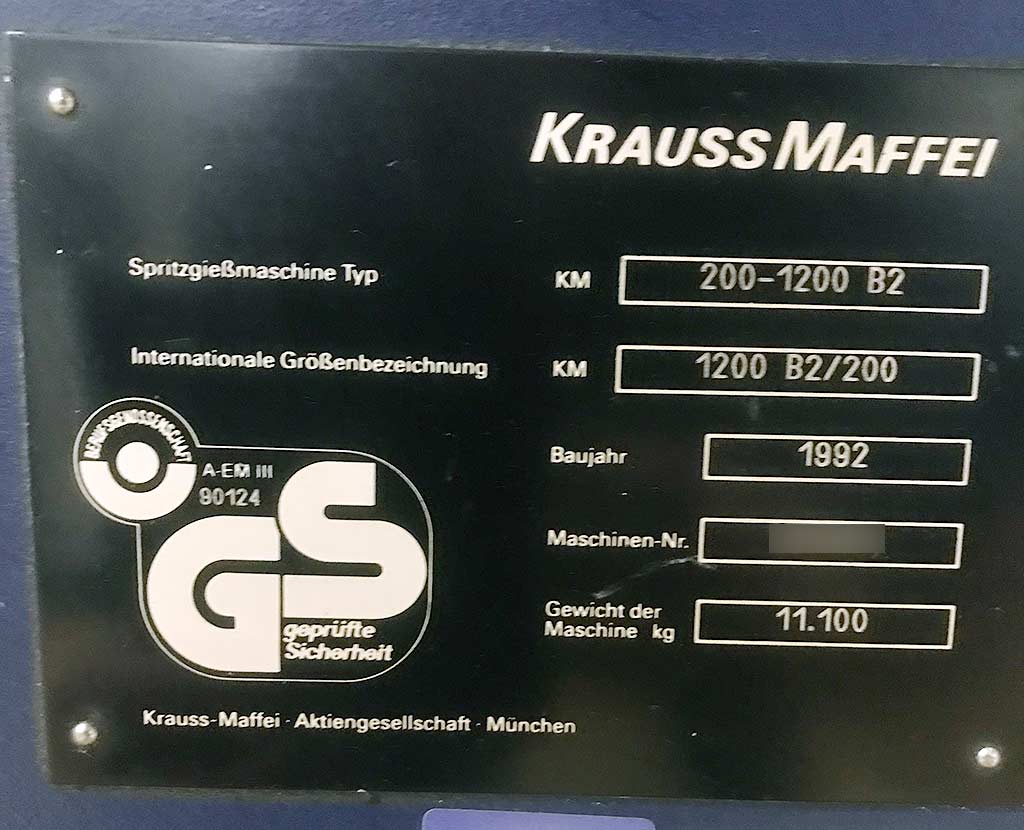 KRAUSS MAFFEI
Spritzgießmaschine Typ KM 200-1200 B2
Internationale Größenbezeichnung KM 1200 B2/200
Baujahr 1992
Maschinen-Nr.
Gewicht der
Maschine kg 11.100
BERUFSGENOSSENSCHAFT
A-EM III
90124
GS
geprüfte
Sicherheit
Krauss-Maffei · Aktiengesellschaft · München